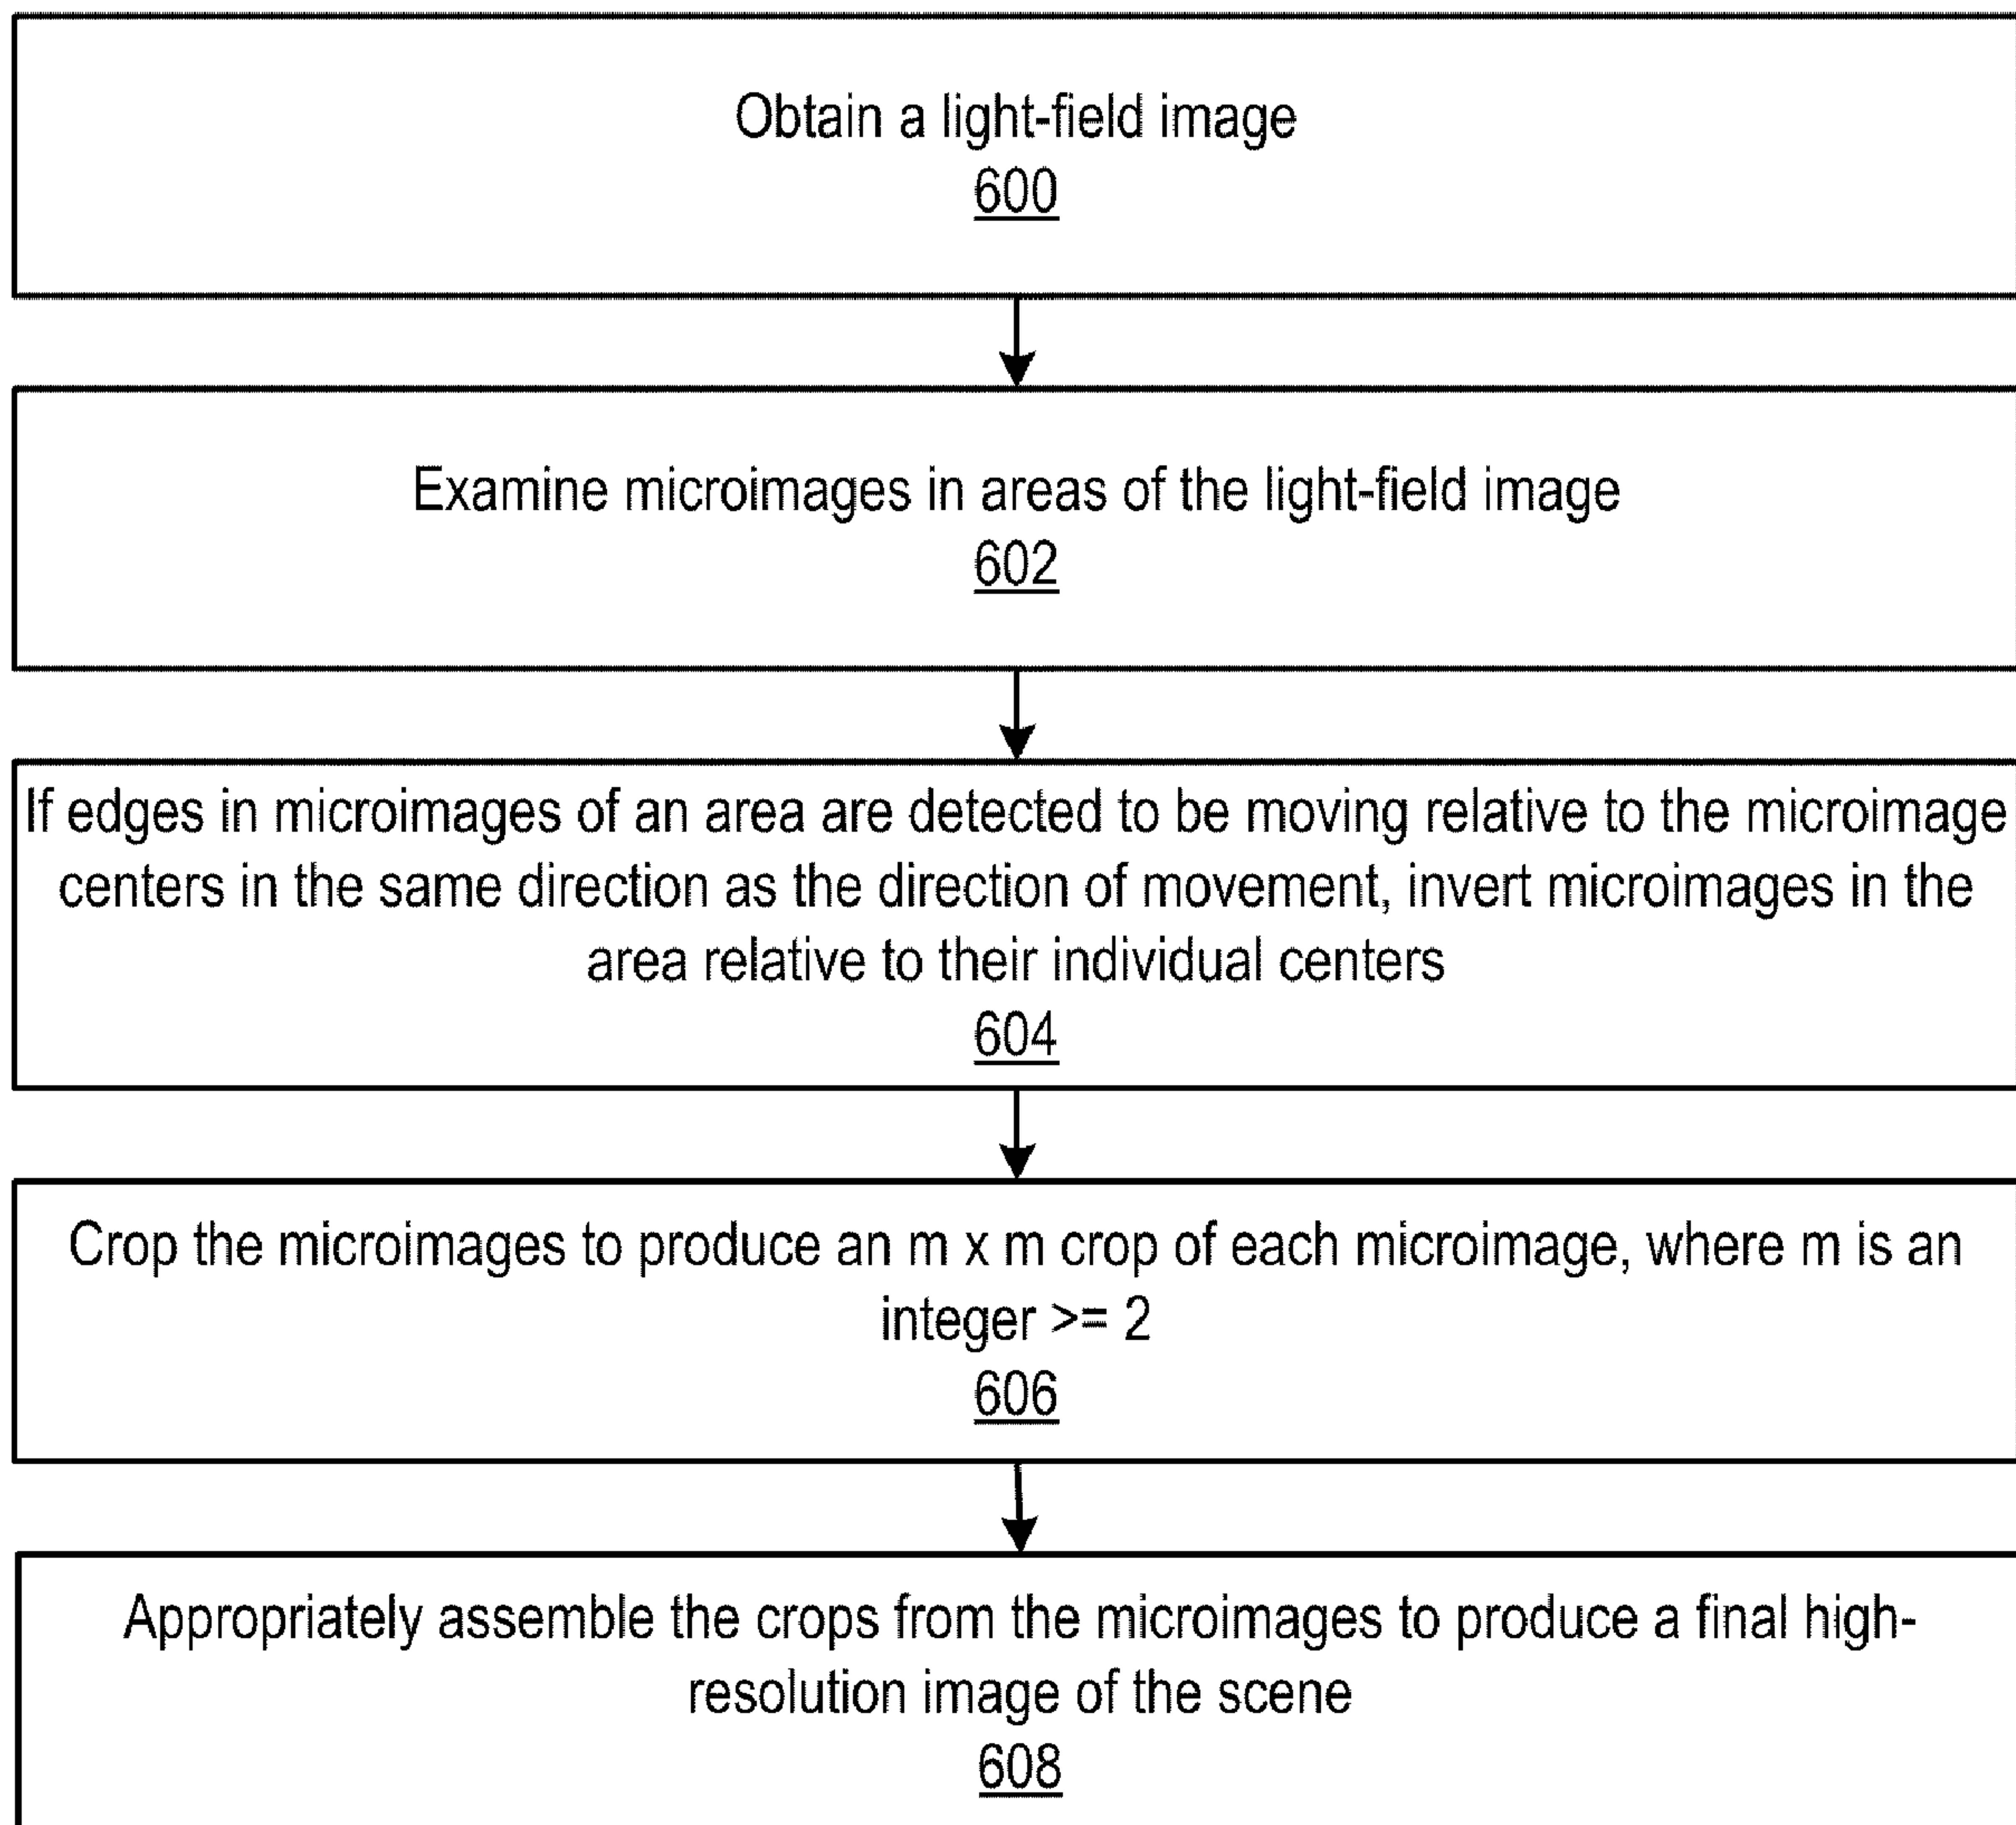 Obtain a light-field image
600
Examine microimages in areas of the light-field image
602
If edges in microimages of an area are detected to be moving relative to the microimage
centers in the same direction as the direction of movement, invert microimages in the
area relative to their individual centers
604
Crop the microimages to produce an m x m crop of each microimage, where m is an
integer >= 2
606
Appropriately assemble the crops from the microimages to produce a final high-
resolution image of the scene
608